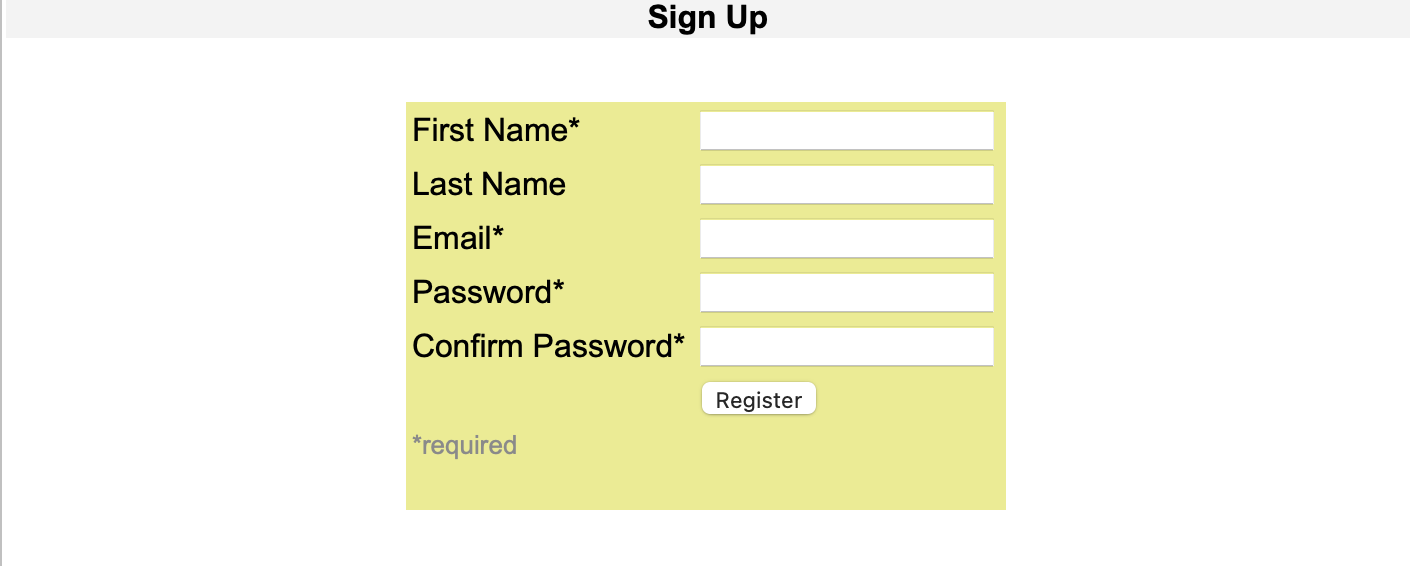 Sign Up
First Name*
Last Name
Email*
Password*
Confirm Password*
Register
*required